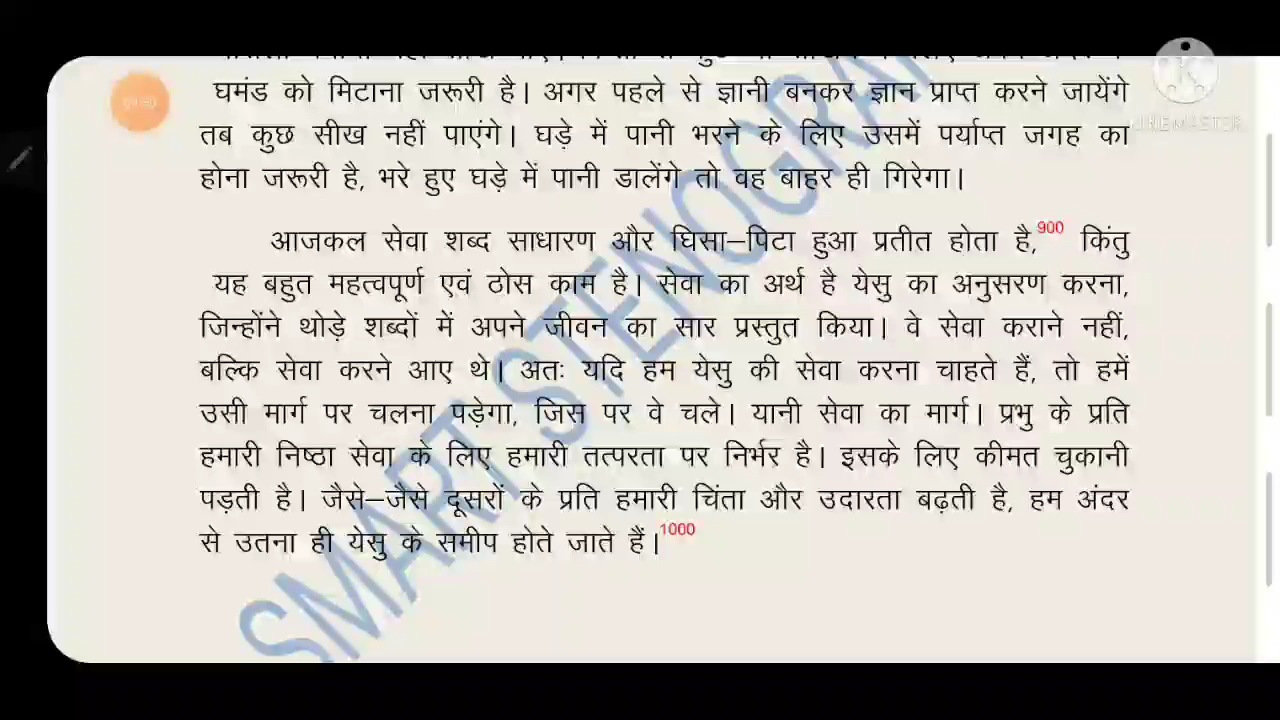 घमंड को मिटाना जरूरी है। अगर पहले से ज्ञानी बनकर ज्ञान प्राप्त करने जायेंगे
तब कुछ सीख नहीं पाएंगे। घड़े में पानी भरने के लिए उसमें पर्याप्त जगह का
होना जरूरी है, भरे हुए घड़े में पानी डालेंगे तो वह बाहर ही गिरेगा।
आजकल सेवा शब्द साधारण और घिसा–पिटा हुआ प्रतीत होता है,900 किंतु
यह बहुत महत्वपूर्ण एवं ठोस काम है। सेवा का अर्थ है येसु का अनुसरण करना,
जिन्होंने थोड़े शब्दों में अपने जीवन का सार प्रस्तुत किया। वे सेवा कराने नहीं,
बल्कि सेवा करने आए थे। अतः यदि हम येसु की सेवा करना चाहते हैं, तो हमें
उसी मार्ग पर चलना पड़ेगा, जिस पर वे चले। यानी सेवा का मार्ग। प्रभु के प्रति
हमारी निष्ठा सेवा के लिए हमारी तत्परता पर निर्भर है। इसके लिए कीमत चुकानी
पड़ती है। जैसे–जैसे दूसरों के प्रति हमारी चिंता और उदारता बढ़ती है, हम अंदर
से उतना ही येसु के समीप होते जाते हैं।1000
SMART STENOGRA
KINEMASTER